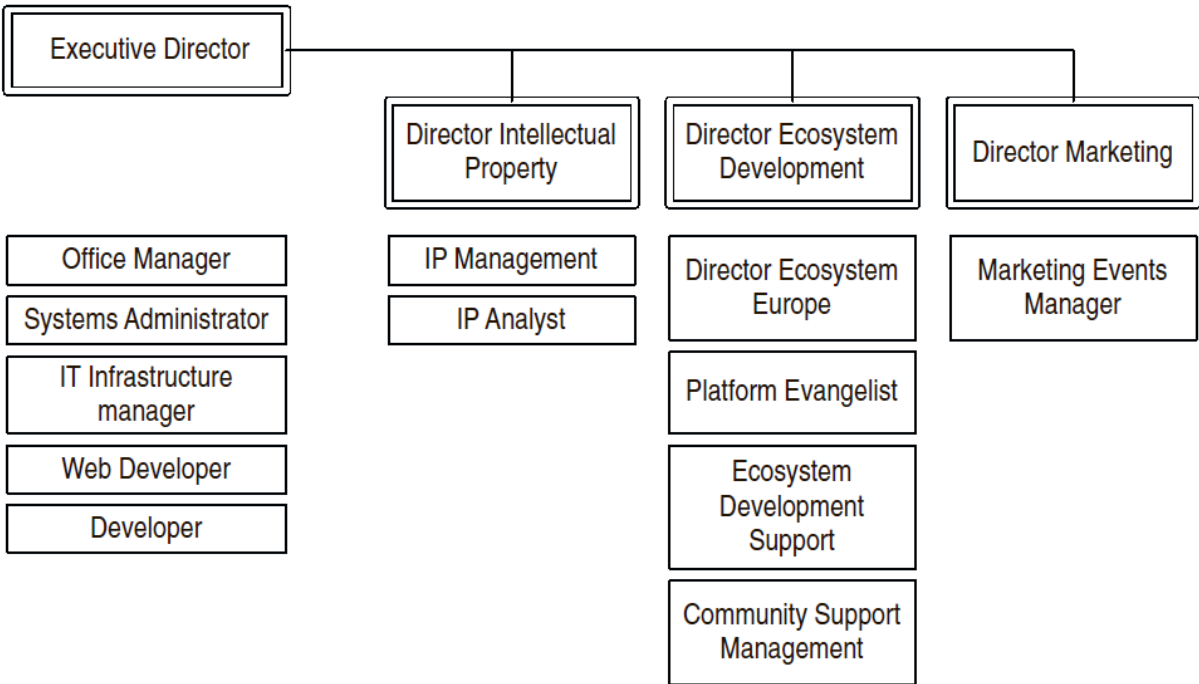 Executive Director
Director Intellectual
Property
Director Ecosystem
Development
Director Marketing
Office Manager
Systems Administrator
IT Infrastructure
manager
Web Developer
Developer
IP Management
IP Analyst
Director Ecosystem
Europe
Platform Evangelist
Ecosystem
Development
Support
Community Support
Management
Marketing Events
Manager